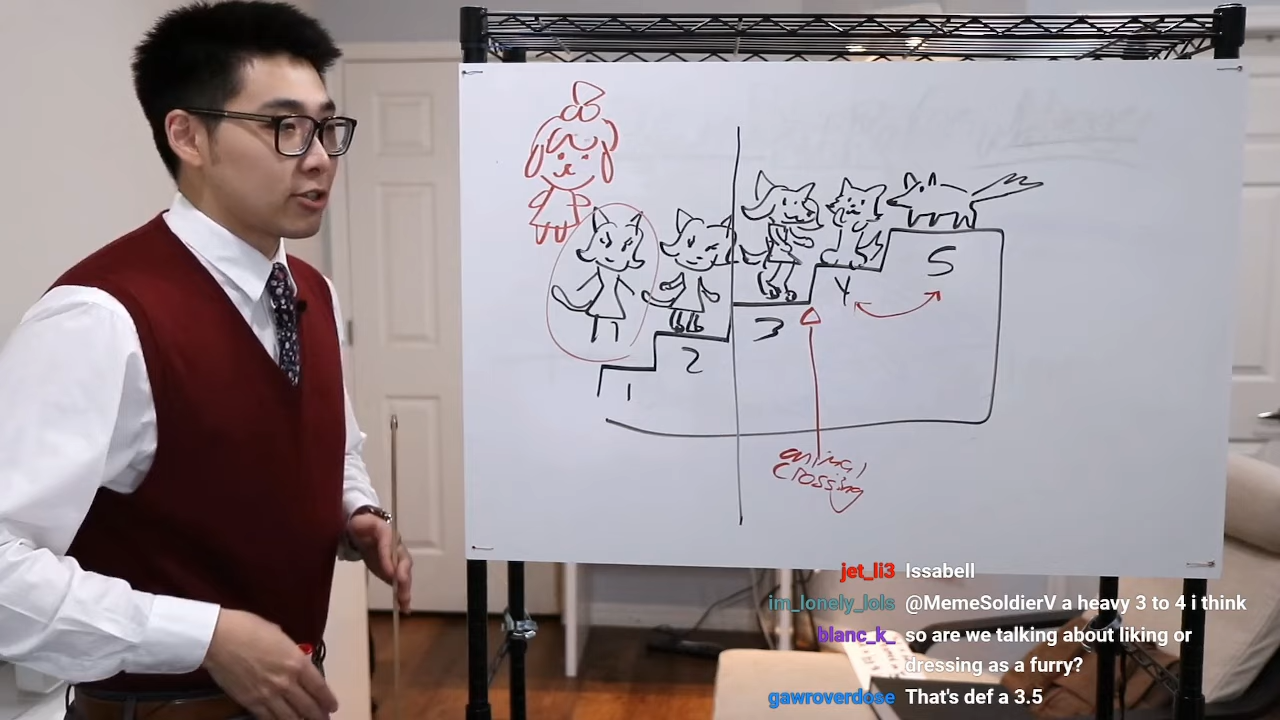 1
2
3
4
5
animal
crossing
jet_li3 Issabell
im_lonely_lols @MemeSoldierV a heavy 3 to 4 i think
blanc_k_ so are we talking about liking or
dressing as a furry?
gawroverdose That's def a 3.5